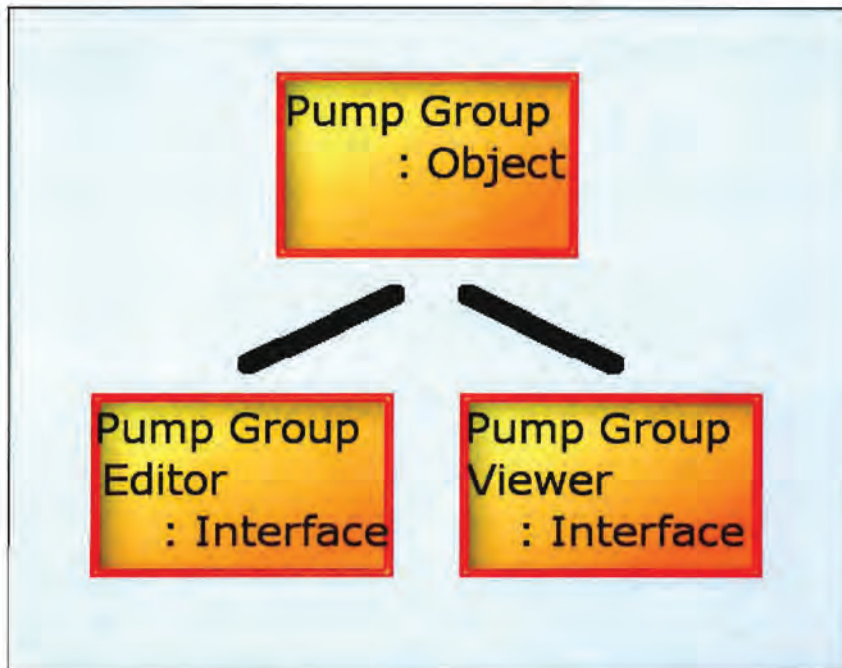 Pump Group
: Object
Pump Group
Editor
: Interface
Pump Group
Viewer
: Interface